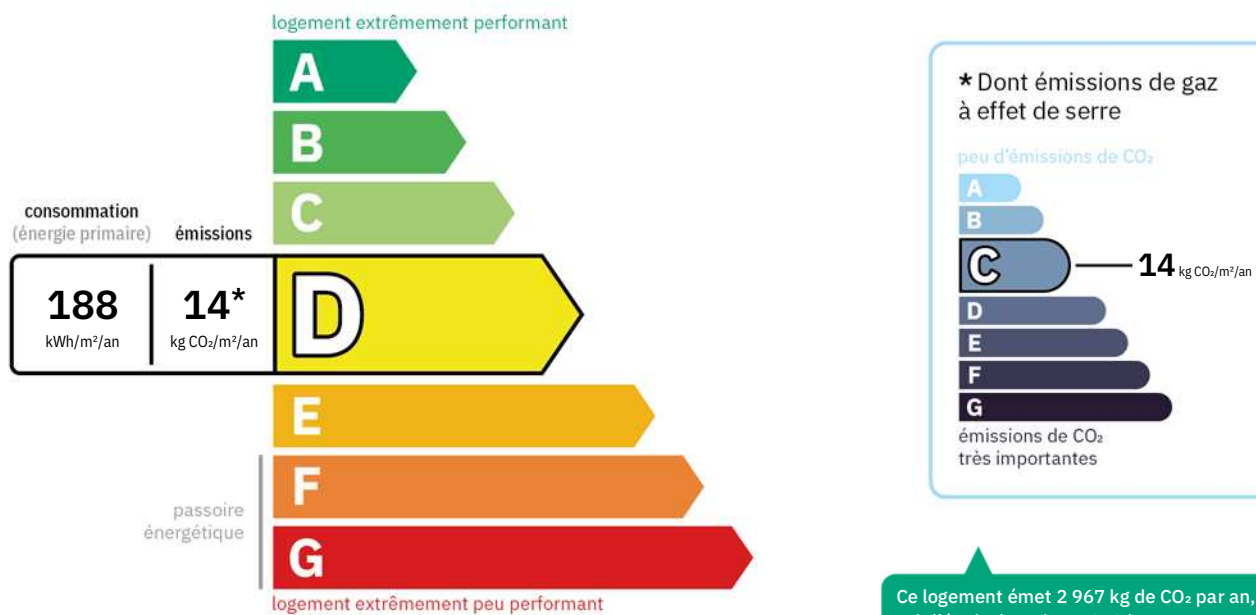 logement extrêmement performant
A
B
C
consommation
(énergie primaire)
émissions
188
kWh/m²/an
14*
kg CO₂/m²/an
D
E
F
G
passoire
énergétique
logement extrêmement peu performant
* Dont émissions de gaz
à effet de serre
peu d'émissions de CO₂
A
B
C
14 kg CO₂/m²/an
D
E
F
G
émissions de CO₂
très importantes
Ce logement émet 2 967 kg de CO₂ par an,